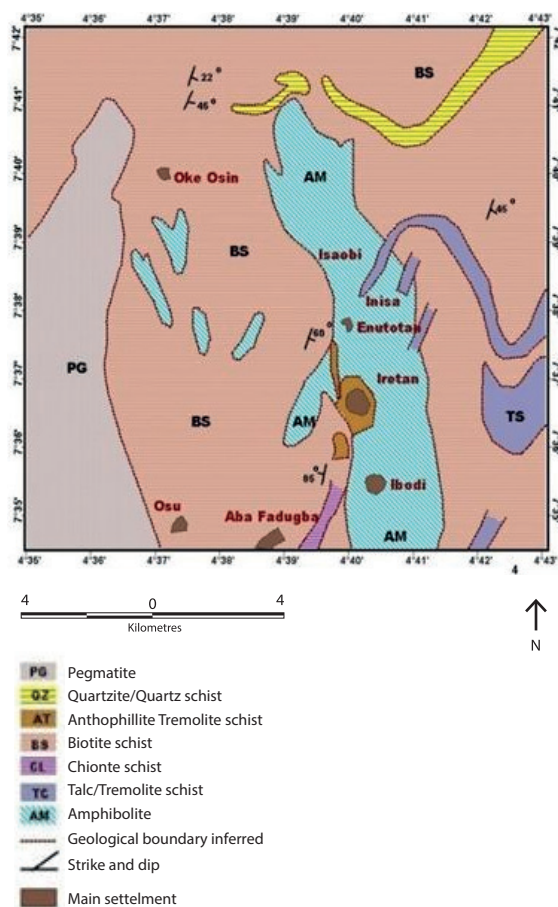 4°35' 4°36' 4°37' 4°38' 4°39' 4°40' 4°41' 4°42' 4°43'
7°42'
BS
22°
7°41'
46°
7°40'
Oke Osin
AM
7°39'
BS
Isaobi
45°
7°38'
Inisa
60°
Enutotan
7°37'
PG
Iretan
BS
AM
TS
7°36'
85°
Ibodi
7°35'
Osu
Aba Fadugba
AM
4°35' 4°36' 4°37' 4°38' 4°39' 4°40' 4°41' 4°42' 4°43'
4
4 0 4
Kilometres
N
PG Pegmatite
QZ Quartzite/Quartz schist
AT Anthophillite Tremolite schist
BS Biotite schist
CL Chionte schist
TC Talc/Tremolite schist
AM Amphibolite
Geological boundary inferred
Strike and dip
Main settelment